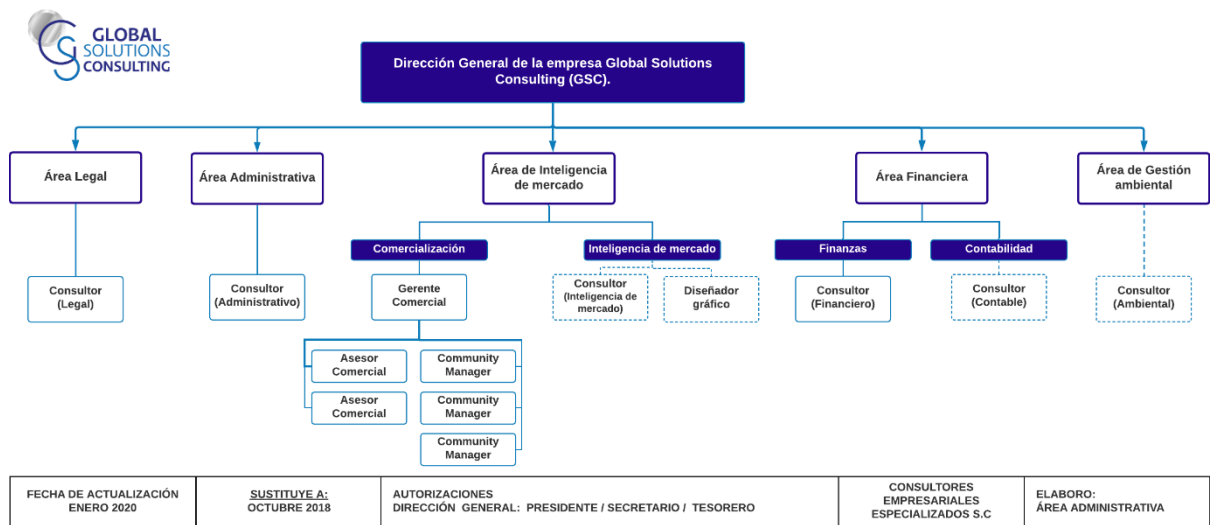 GLOBAL
SOLUTIONS
CONSULTING
Dirección General de la empresa Global Solutions
Consulting (GSC).
Área Legal
Área Administrativa
Área de Inteligencia
de mercado
Área Financiera
Área de Gestión
ambiental
Comercialización
Inteligencia de mercado
Finanzas
Contabilidad
Consultor
(Legal)
Consultor
(Administrativo)
Gerente
Comercial
Consultor
(Inteligencia de
mercado)
Diseñador
gráfico
Consultor
(Financiero)
Consultor
(Contable)
Consultor
(Ambiental)
Asesor
Comercial
Community
Manager
Asesor
Comercial
Community
Manager
Community
Manager
FECHA DE ACTUALIZACIÓN
ENERO 2020
SUSTITUYE A:
OCTUBRE 2018
AUTORIZACIONES
DIRECCIÓN GENERAL: PRESIDENTE / SECRETARIO / TESORERO
CONSULTORES
EMPRESARIALES
ESPECIALIZADOS S.C
ELABORO:
ÁREA ADMINISTRATIVA